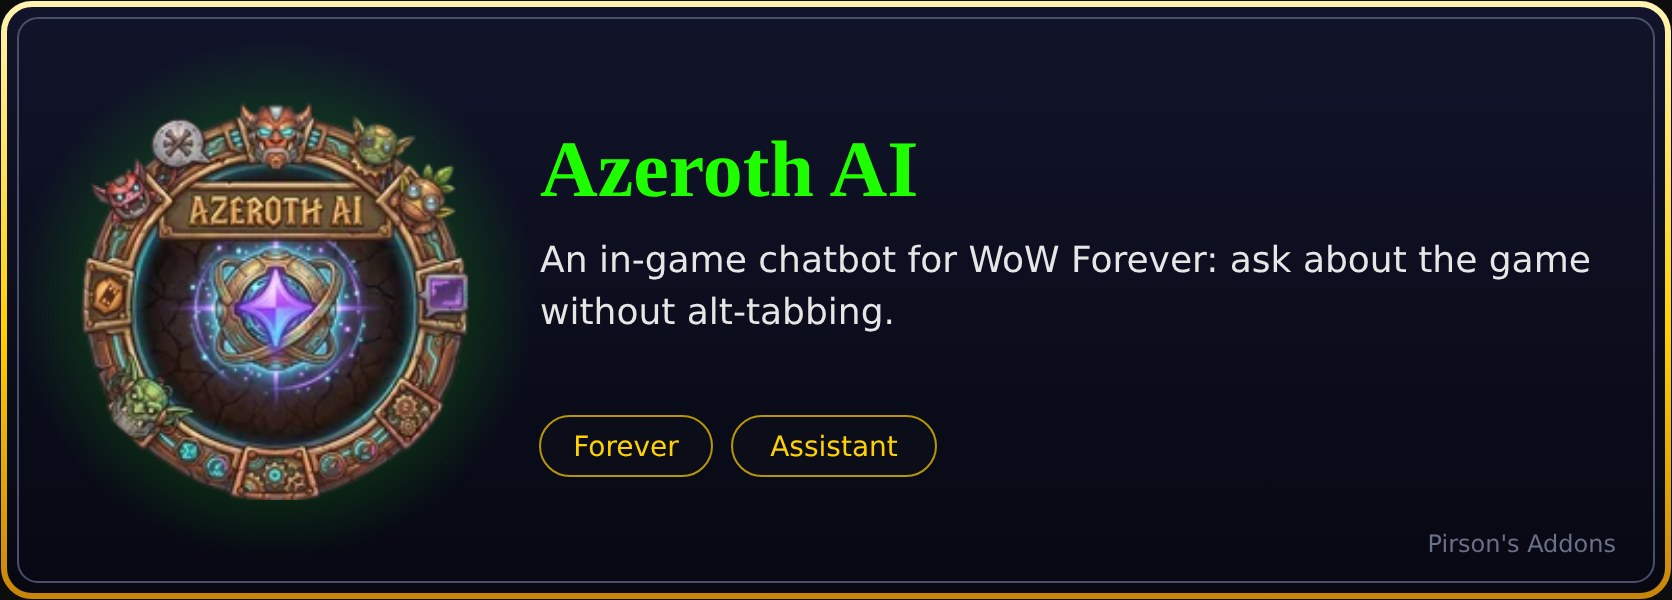 AZEROTH AI
Azeroth AI
An in-game chatbot for WoW Forever: ask about the game
without alt-tabbing.
Forever
Assistant
Pirson's Addons